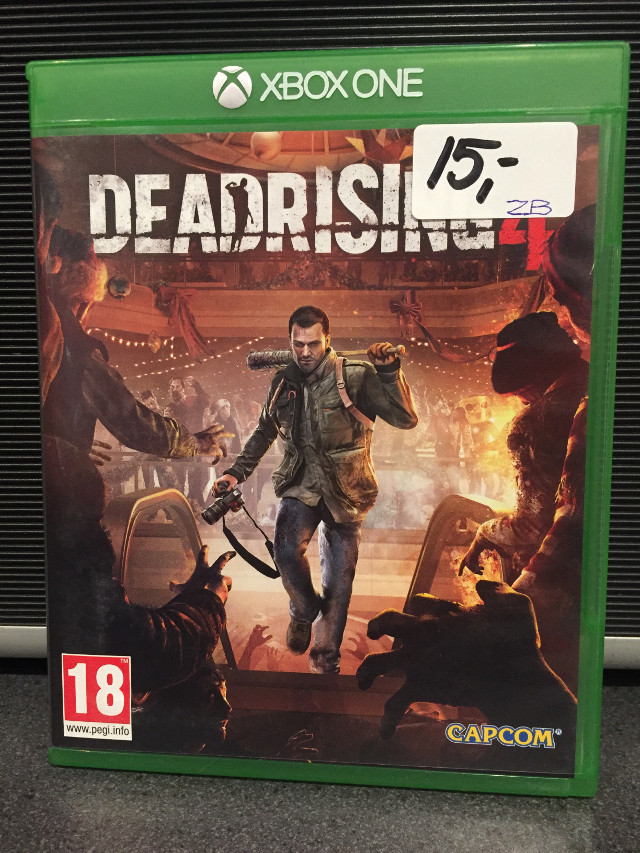 XBOX ONE
15,-
ZB
DEADRISING 4
18
www.pegi.info
CAPCOM